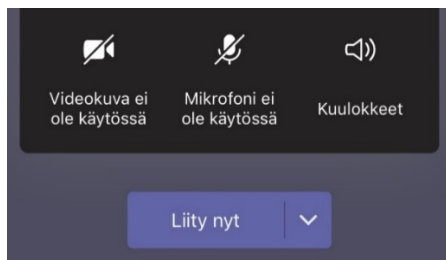 Videokuva ei
ole käytössä
Mikrofoni ei
ole käytössä
Kuulokkeet
Liity nyt